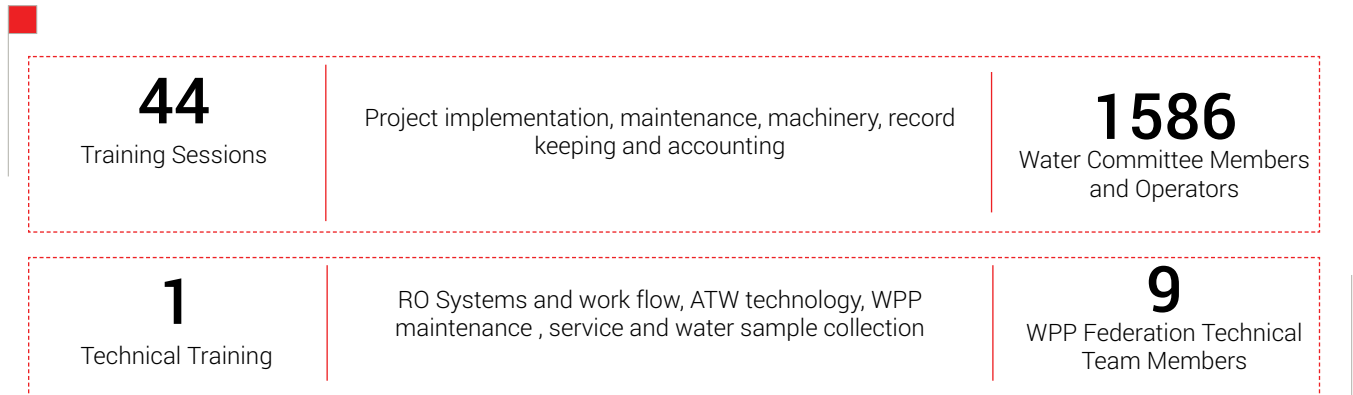 44
Training Sessions
Project implementation, maintenance, machinery, record
keeping and accounting
1586
Water Committee Members
and Operators
1
Technical Training
RO Systems and work flow, ATW technology, WPP
maintenance , service and water sample collection
9
WPP Federation Technical
Team Members